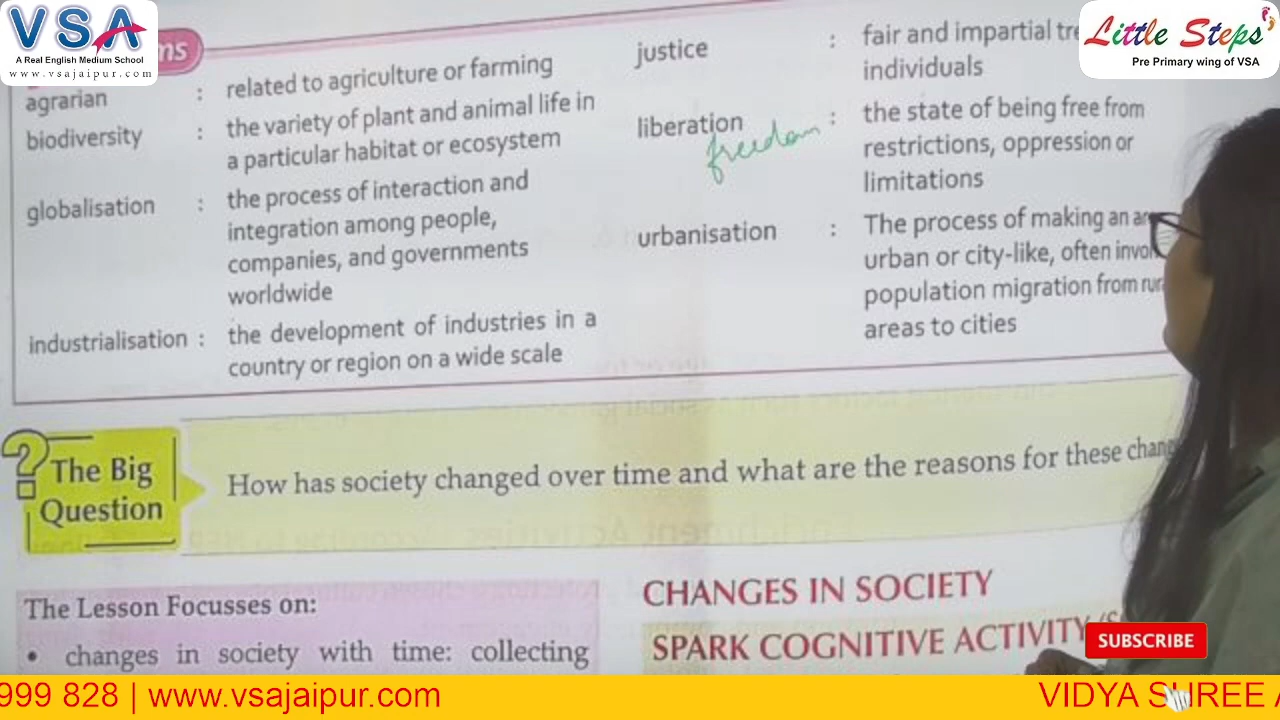 VSA
A Real English Medium School
www.vsajaipur.com
Little Steps
Pre Primary wing of VSA
agrarian : related to agriculture or farming
biodiversity : the variety of plant and animal life in
a particular habitat or ecosystem
globalisation : the process of interaction and
integration among people,
companies, and governments
worldwide
industrialisation : the development of industries in a
country or region on a wide scale
justice : fair and impartial
individuals
liberation : the state of being free from
freedom
restrictions, oppression or
limitations
urbanisation : The process of making an
urban or city-like, often
population migration from
areas to cities
? The Big
Question
How has society changed over time and what are the reasons for these
The Lesson Focusses on:
• changes in society with time: collecting
CHANGES IN SOCIETY
SPARK COGNITIVE ACTIVITY
SUBSCRIBE
999 828 | www.vsajaipur.com
VIDYA SHREE